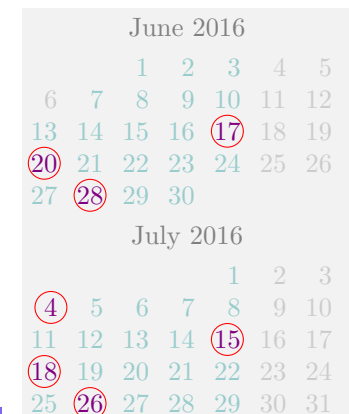 June 2016
1 2 3 4 5
6 7 8 9 10 11 12
13 14 15 16 17 18 19
20 21 22 23 24 25 26
27 28 29 30
July 2016
1 2 3
4 5 6 7 8 9 10
11 12 13 14 15 16 17
18 19 20 21 22 23 24
25 26 27 28 29 30 31